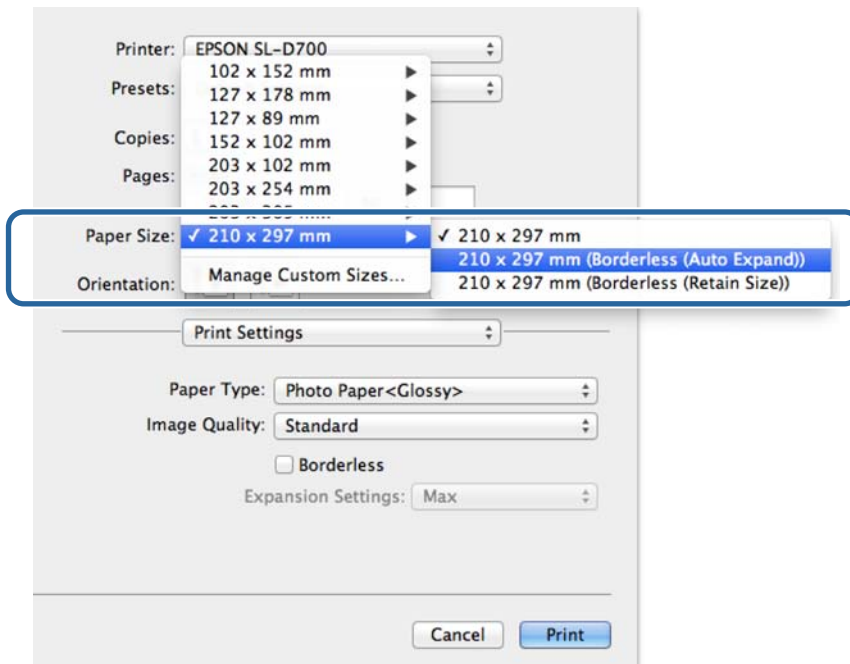 Printer: EPSON SL-D700
102 x 152 mm
Presets:
127 x 178 mm
127 x 89 mm
Copies:
152 x 102 mm
203 x 102 mm
Pages:
203 x 254 mm
Paper Size: ✓ 210 x 297 mm
✓ 210 x 297 mm
210 x 297 mm (Borderless (Auto Expand))
210 x 297 mm (Borderless (Retain Size))
Manage Custom Sizes...
Orientation:
Print Settings
Paper Type: Photo Paper<Glossy>
Image Quality: Standard
Borderless
Expansion Settings: Max
Cancel Print